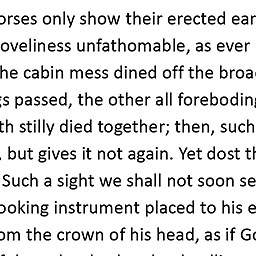 orses only show their erected ear
oveliness unfathomable, as ever
he cabin mess dined off the broa
s passed, the other all foreboding
th stilly died together; then, such
, but gives it not again. Yet dost th
Such a sight we shall not soon se
ooking instrument placed to his e
om the crown of his head, as if Go